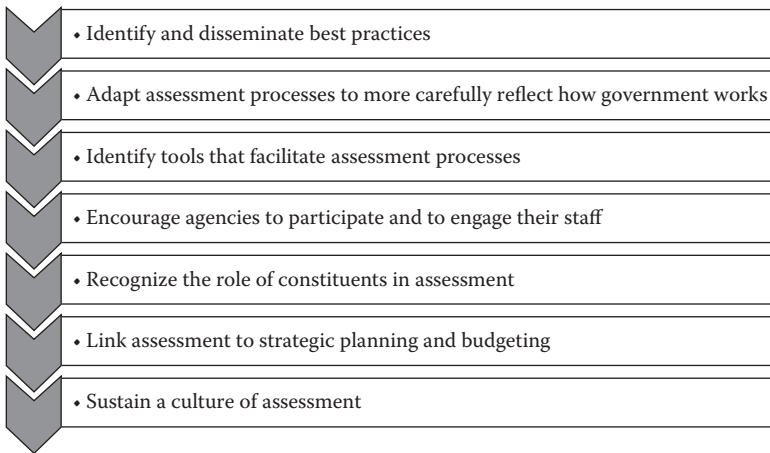 • Identify and disseminate best practices
• Adapt assessment processes to more carefully reflect how government works
• Identify tools that facilitate assessment processes
• Encourage agencies to participate and to engage their staff
• Recognize the role of constituents in assessment
• Link assessment to strategic planning and budgeting
• Sustain a culture of assessment